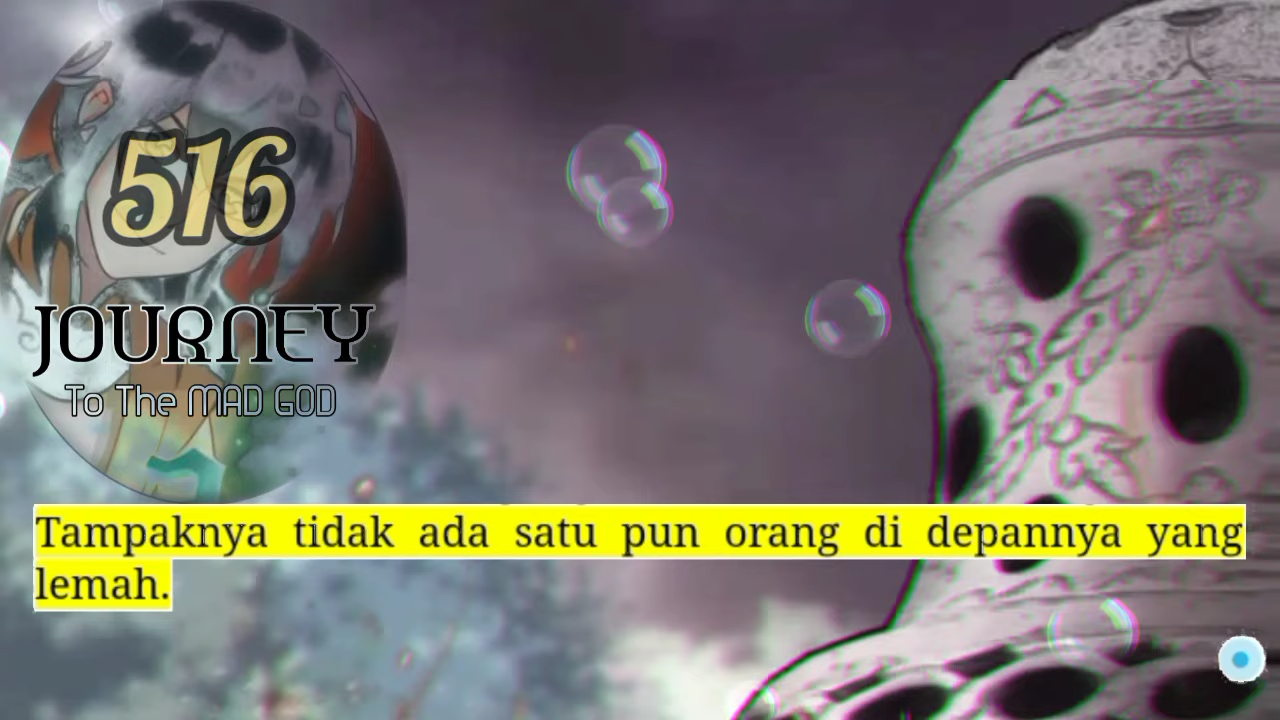 516
JOURNEY
To The MAD GOD
Tampaknya tidak ada satu pun orang di depannya yang
lemah.